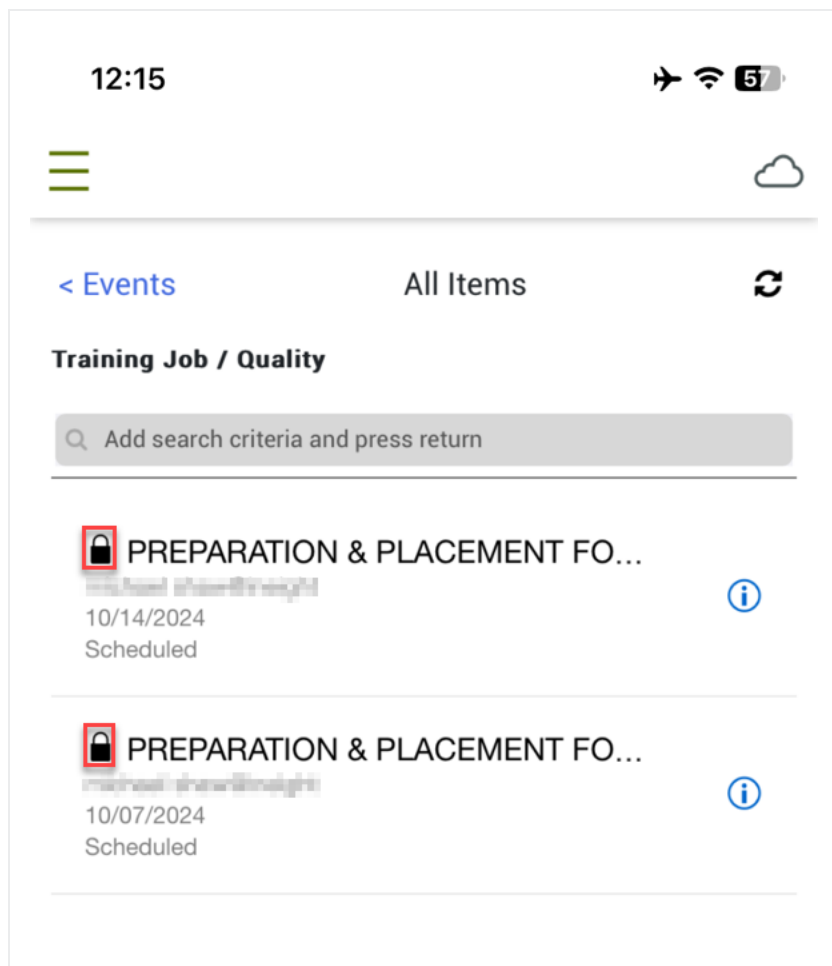 12:15
57
< Events
All Items
Training Job / Quality
Add search criteria and press return
PREPARATION & PLACEMENT FO...
10/14/2024
Scheduled
PREPARATION & PLACEMENT FO...
10/07/2024
Scheduled